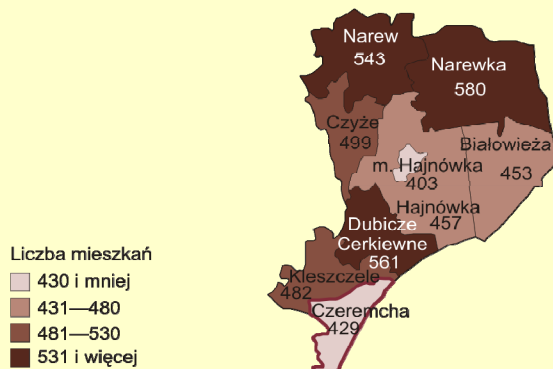 Narew
543
Narewka
580
Czyże
499
Białowieża
453
m. Hajnówka
403
Hajnówka
457
Dubicze
Cerkiewne
561
Kleszczele
482
Czeremcha
429
Liczba mieszkań
430 i mniej
431—480
481—530
531 i więcej